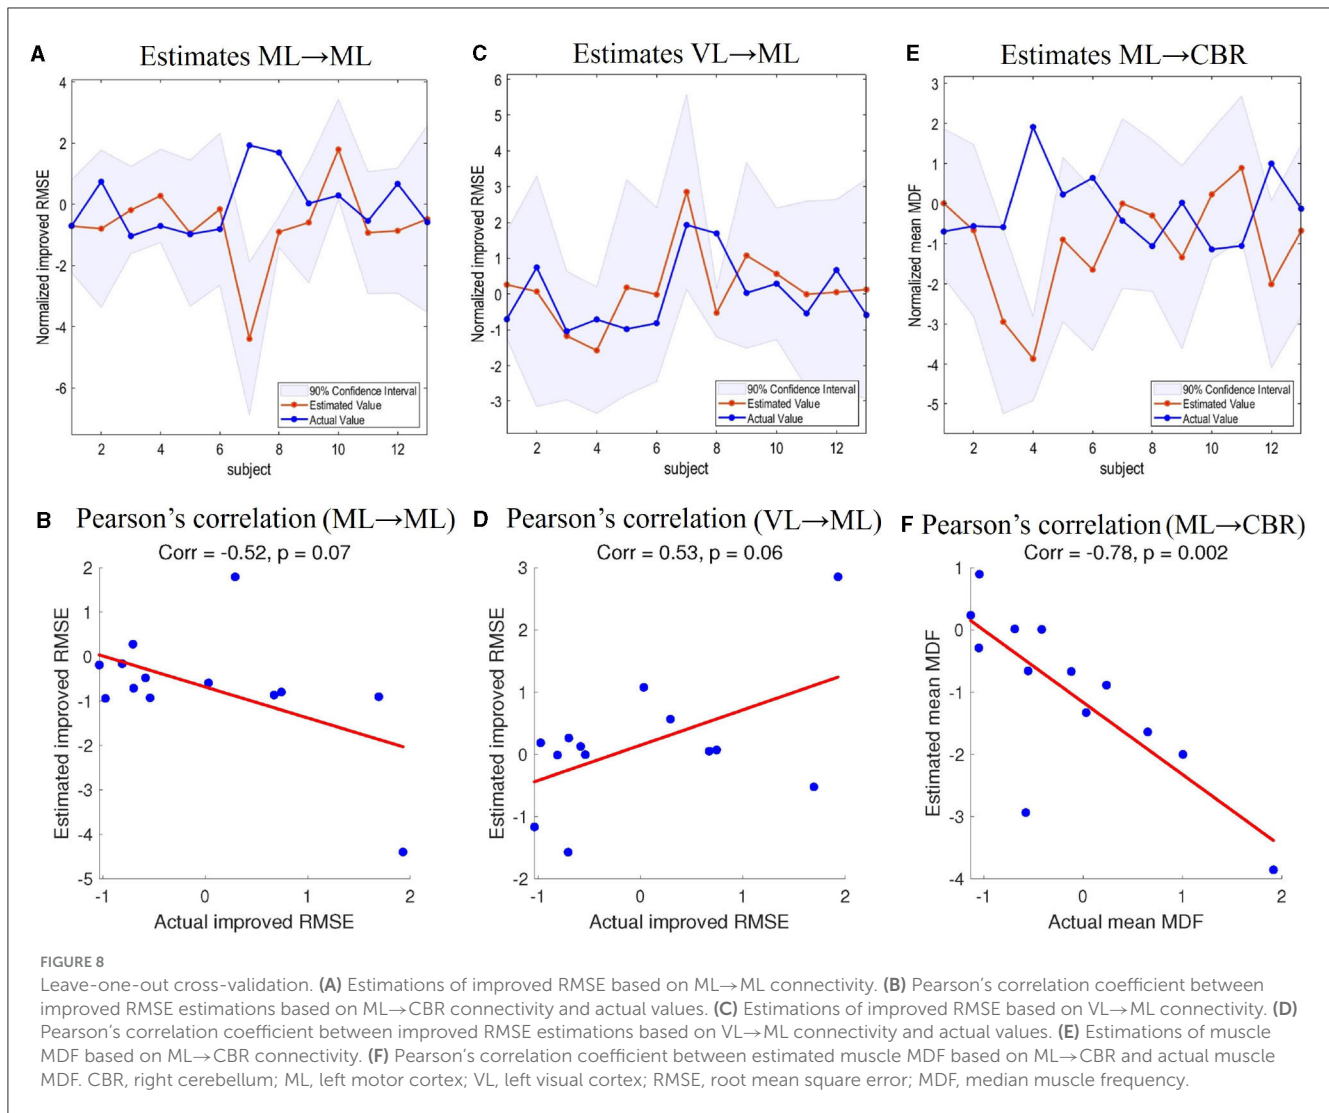 A Estimates ML→ML
4
2
0
-2
-4
-6
Normalized improved RMSE
90% Confidence Interval
Estimated Value
Actual Value
2 4 6 8 10 12
subject
C Estimates VL→ML
6
5
4
3
2
1
0
-1
-2
-3
Normalized improved RMSE
90% Confidence Interval
Estimated Value
Actual Value
2 4 6 8 10 12
subject
E Estimates ML→CBR
3
2
1
0
-1
-2
-3
-4
-5
Normalized mean MDF
90% Confidence Interval
Estimated Value
Actual Value
2 4 6 8 10 12
subject
B Pearson’s correlation (ML→ML)
Corr = -0.52, p = 0.07
2
1
0
-1
-2
-3
-4
-5
Estimated improved RMSE
-1 0 1 2
Actual improved RMSE
D Pearson’s correlation (VL→ML)
Corr = 0.53, p = 0.06
3
2
1
0
-1
-2
Estimated improved RMSE
-1 0 1 2
Actual improved RMSE
F Pearson’s correlation (ML→CBR)
Corr = -0.78, p = 0.002
1
0
-1
-2
-3
-4
Estimated mean MDF
-1 0 1 2
Actual mean MDF
FIGURE 8
Leave-one-out cross-validation. (A) Estimations of improved RMSE based on ML→ML connectivity. (B) Pearson’s correlation coefficient between
improved RMSE estimations based on ML→CBR connectivity and actual values. (C) Estimations of improved RMSE based on VL→ML connectivity. (D)
Pearson’s correlation coefficient between improved RMSE estimations based on VL→ML connectivity and actual values. (E) Estimations of muscle
MDF based on ML→CBR connectivity. (F) Pearson’s correlation coefficient between estimated muscle MDF based on ML→CBR and actual muscle
MDF. CBR, right cerebellum; ML, left motor cortex; VL, left visual cortex; RMSE, root mean square error; MDF, median muscle frequency.